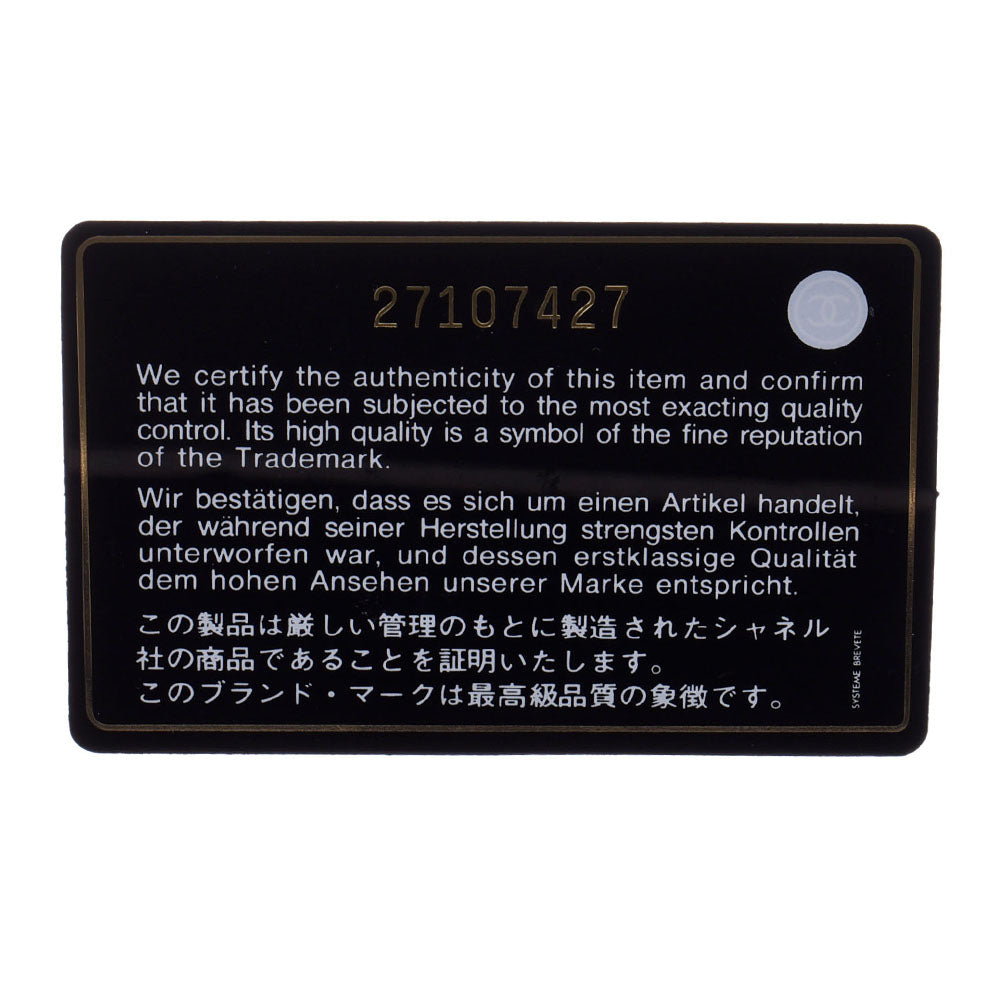 27107427
We certify the authenticity of this item and confirm
that it has been subjected to the most exacting quality
control. Its high quality is a symbol of the fine reputation
of the Trademark.
Wir bestätigen, dass es sich um einen Artikel handelt,
der während seiner Herstellung strengsten Kontrollen
unterworfen war, und dessen erstklassige Qualität
dem hohen Ansehen unserer Marke entspricht.
この製品は厳しい管理のもとに製造されたシャネル
社の商品であることを証明いたします。
このブランド・マークは最高級品質の象徴です。
SYSTEME BREVETE